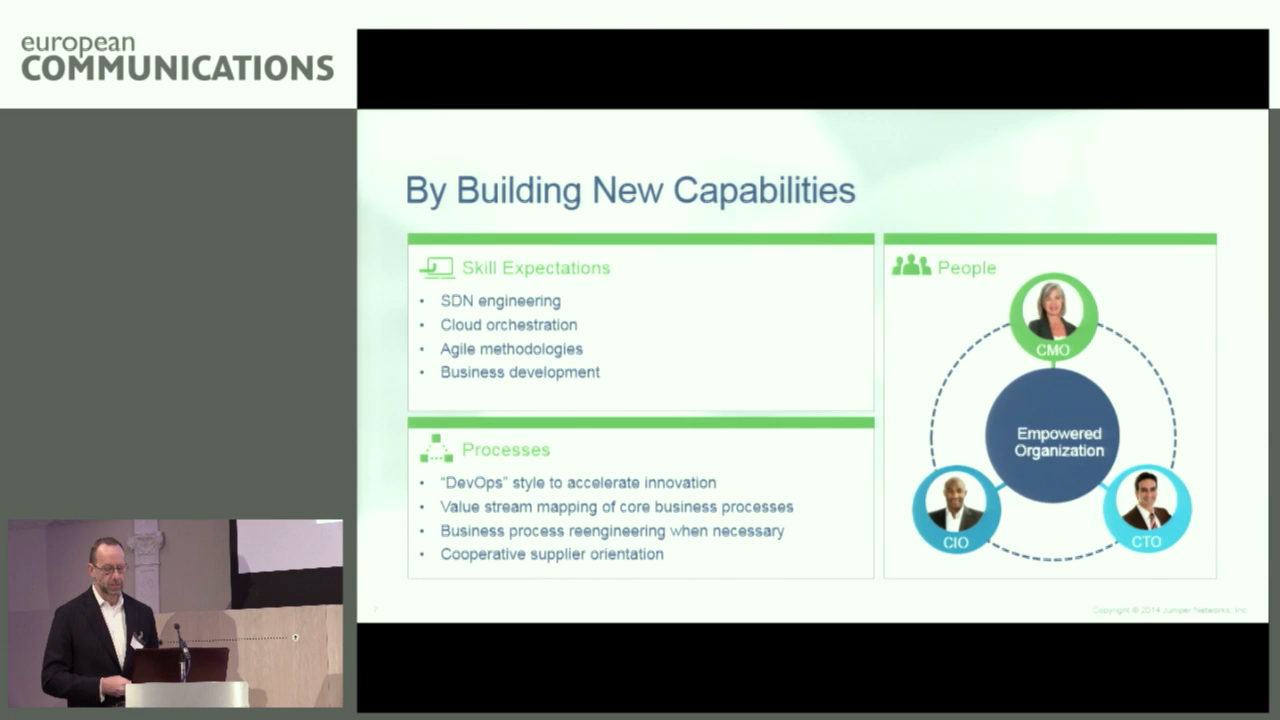 european
COMMUNICATIONS
By Building New Capabilities
Skill Expectations
• SDN engineering
• Cloud orchestration
• Agile methodologies
• Business development
Processes
• “DevOps” style to accelerate innovation
• Value stream mapping of core business processes
• Business process reengineering when necessary
• Cooperative supplier orientation
People
CMO
Empowered
Organization
CIO
CTO
7
Copyright © 2014 Juniper Networks, Inc.